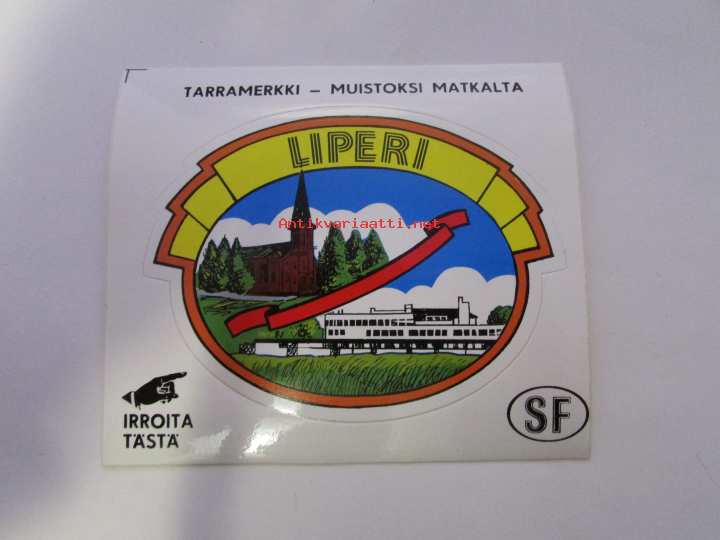 TARRAMERKKI – MUISTOKSI MATKALTA
LIPERI
Antikvariaatti.net
IRROITA
TÄSTÄ
SF